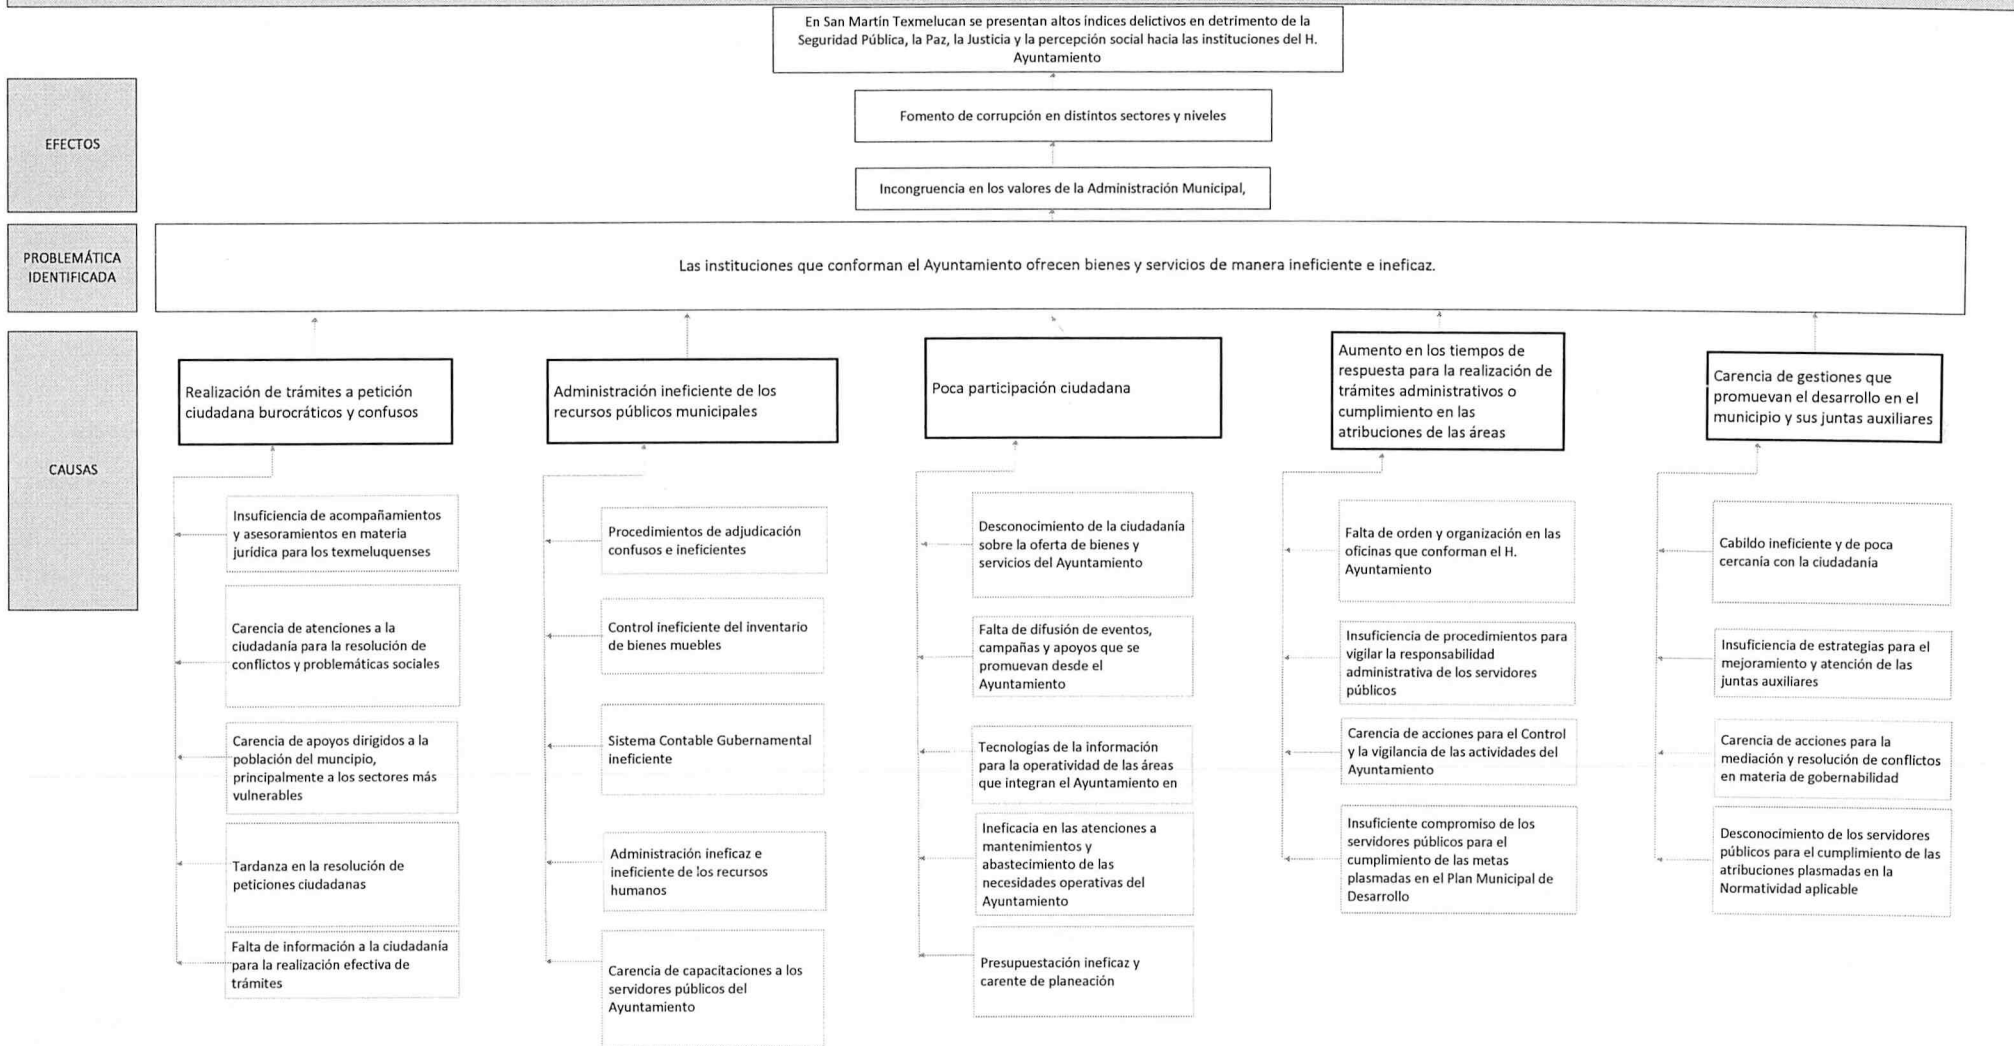 En San Martín Texmelucan se presentan altos índices delictivos en detrimento de la
Seguridad Pública, la Paz, la Justicia y la percepción social hacia las instituciones del H.
Ayuntamiento
EFECTOS
Fomento de corrupción en distintos sectores y niveles
Incongruencia en los valores de la Administración Municipal,
PROBLEMÁTICA
IDENTIFICADA
Las instituciones que conforman el Ayuntamiento ofrecen bienes y servicios de manera ineficiente e ineficaz.
CAUSAS
Realización de trámites a petición
ciudadana burocráticos y confusos
Insuficiencia de acompañamientos
y asesoramientos en materia
jurídica para los texmeluquenses
Carencia de atenciones a la
ciudadanía para la resolución de
conflictos y problemáticas sociales
Carencia de apoyos dirigidos a la
población del muncipio,
principalmente a los sectores más
vulnerables
Tardanza en la resolución de
peticiones ciudadanas
Falta de información a la ciudadanía
para la realización efectiva de
trámites
Administración ineficiente de los
recursos públicos municipales
Procedimientos de adjudicación
confusos e ineficientes
Control ineficiente del inventario
de bienes muebles
Sistema Contable Gubernamental
ineficiente
Administración ineficaz e
ineficiente de los recursos
humanos
Carencia de capacitaciones a los
servidores públicos del
Ayuntamiento
Poca participación ciudadana
Desconocimiento de la ciudadanía
sobre la oferta de bienes y
servicios del Ayuntamiento
Falta de difusión de eventos,
campañas y apoyos que se
promuevan desde el
Ayuntamiento
Tecnologías de la información
para la operatividad de las áreas
que integran el Ayuntamiento en
Ineficacia en las atenciones a
mantenimientos y
abastecimiento de las
necesidades operativas del
Ayuntamiento
Presupuestación ineficaz y
carente de planeación
Aumento en los tiempos de
respuesta para la realización de
trámites administrativos o
cumplimiento en las
atribuciones de las áreas
Falta de orden y organización en las
oficinas que conforman el H.
Ayuntamiento
Insuficiencia de procedimientos para
vigilar la responsabilidad
administrativa de los servidores
públicos
Carencia de acciones para el Control
y la vigilancia de las actividades del
Ayuntamiento
Insuficiente compromiso de los
servidores públicos para el
cumplimiento de las metas
plasmadas en el Plan Municipal de
Desarrollo
Carencia de gestiones que
promuevan el desarrollo en el
municipio y sus juntas auxiliares
Cabildo ineficiente y de poca
cercanía con la ciudadanía
Insuficiencia de estrategias para el
mejoramiento y atención de las
juntas auxiliares
Carencia de acciones para la
mediación y resolución de conflictos
en materia de gobernabilidad
Desconocimiento de los servidores
públicos para el cumplimiento de las
atribuciones plasmadas en la
Normatividad aplicable